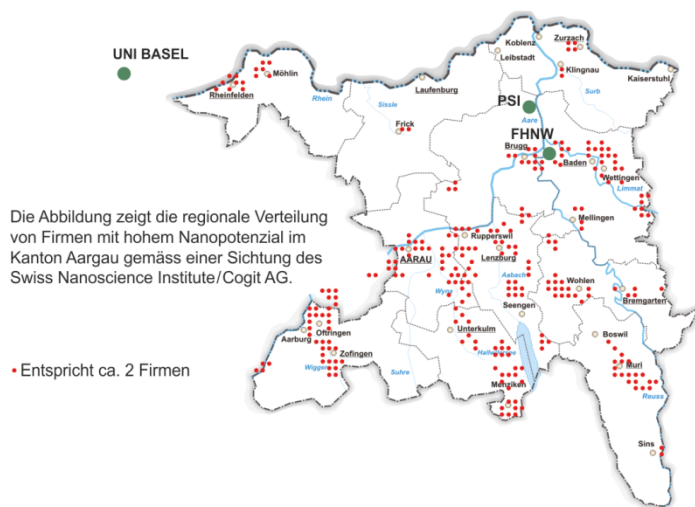 Koblenz
Zurzach
UNI BASEL
Leibstadt
Klingnau
Möhlin
Kaiserstuhl
Rheinfelden
Rhein
Laufenburg
Surb
Sissle
PSI
Aare
Frick
FHNW
Brugg
Baden
Wettingen
Limmat
Die Abbildung zeigt die regionale Verteilung
von Firmen mit hohem Nanopotenzial im
Kanton Aargau gemäss einer Sichtung des
Swiss Nanoscience Institute/Cogit AG.
Mellingen
Rupperswil
AARAU
Lenzburg
Asbach
Wyna
Wohlen
Bremgarten
Seengen
Oftringen
Aarburg
Unterkulm
Boswil
Zofingen
Wigger
Suhre
Muri
• Entspricht ca. 2 Firmen
Menziken
Reuss
Sins